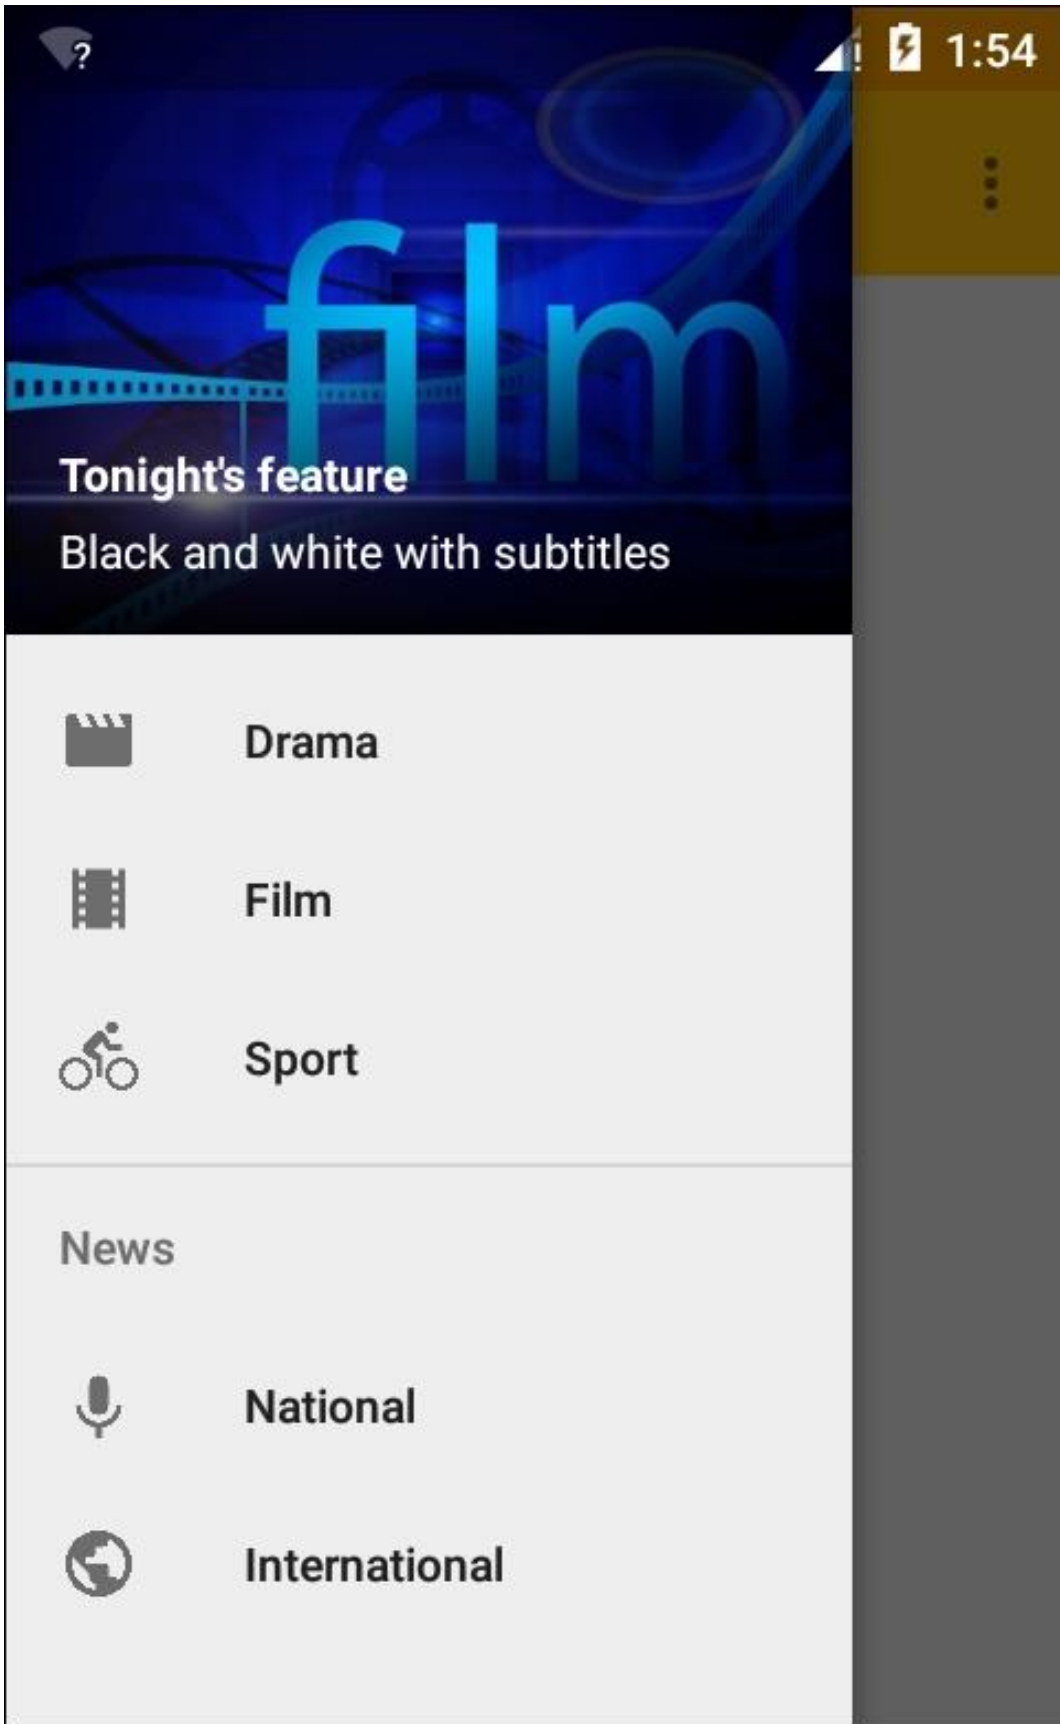 ?
! 1:54
film
Tonight's feature
Black and white with subtitles
Drama
Film
Sport
News
National
International